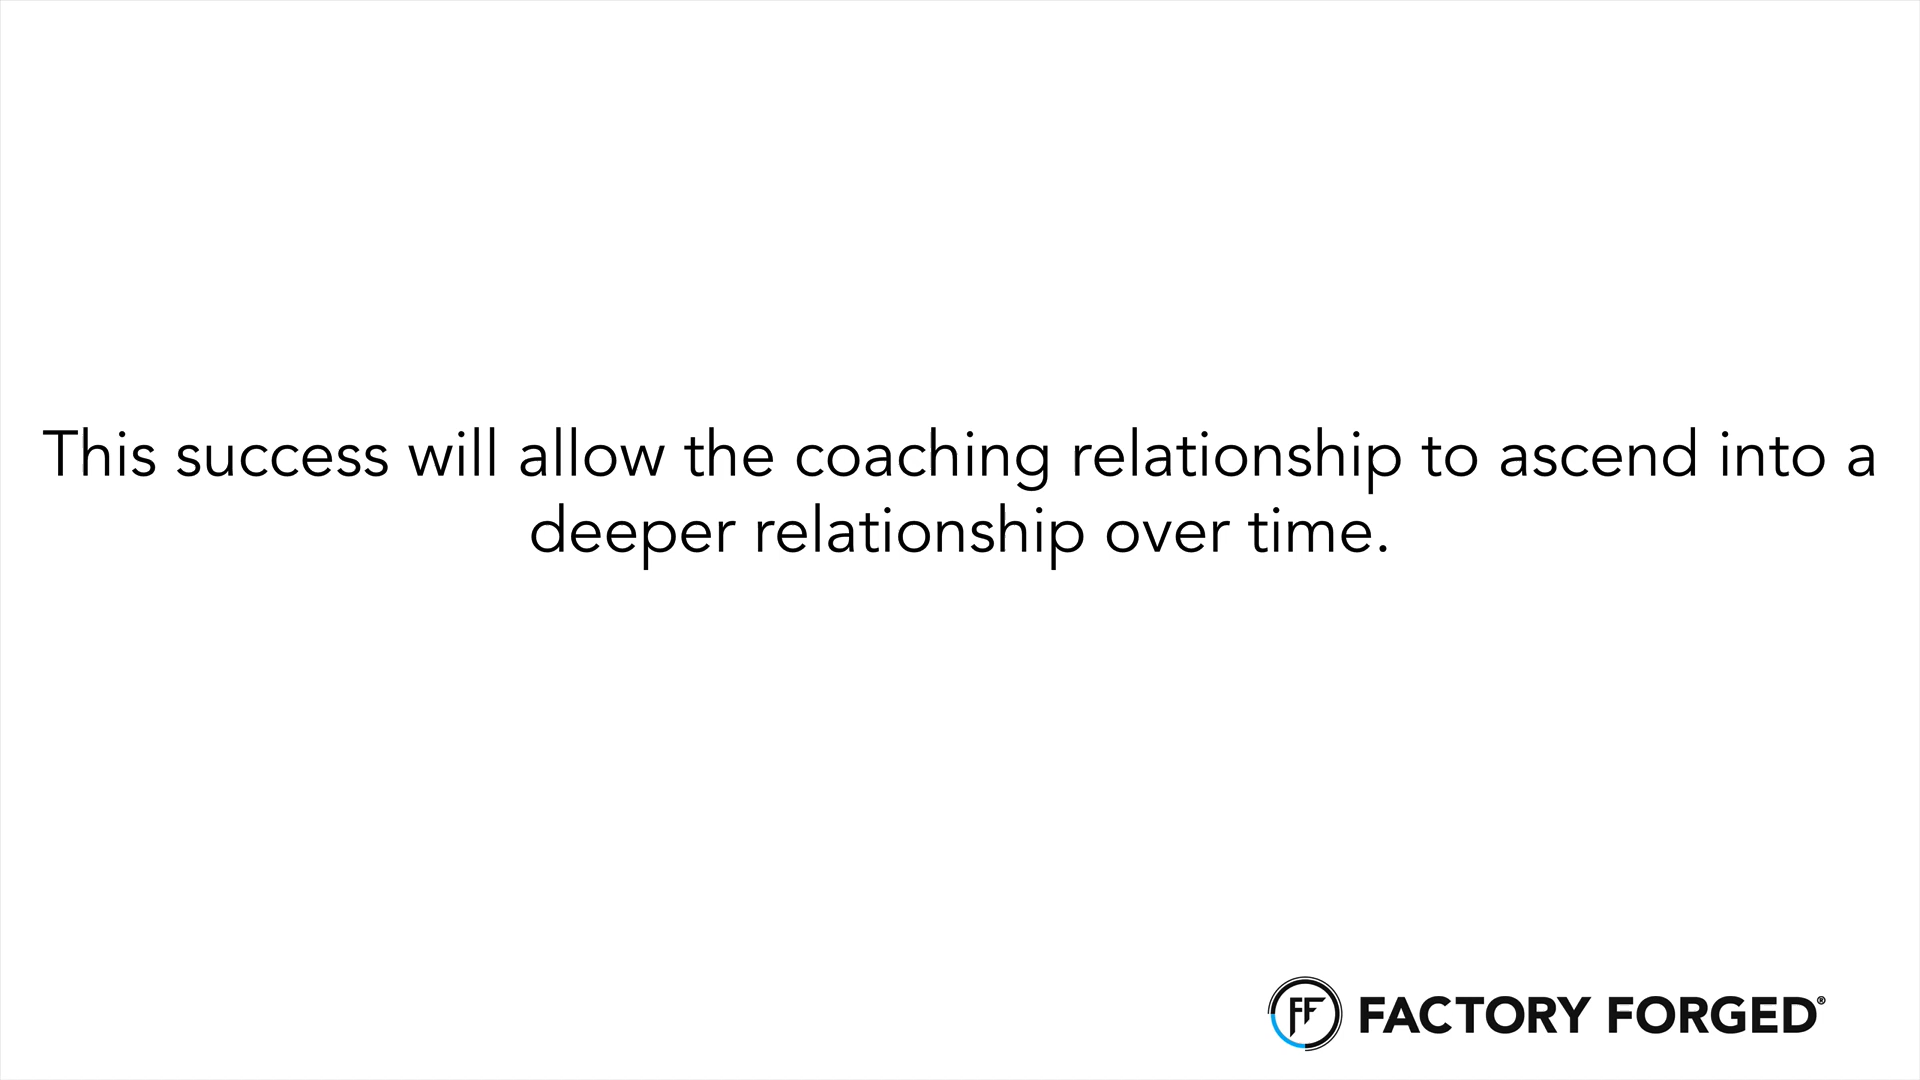 This success will allow the coaching relationship to ascend into a
deeper relationship over time.
FF FACTORY FORGED®